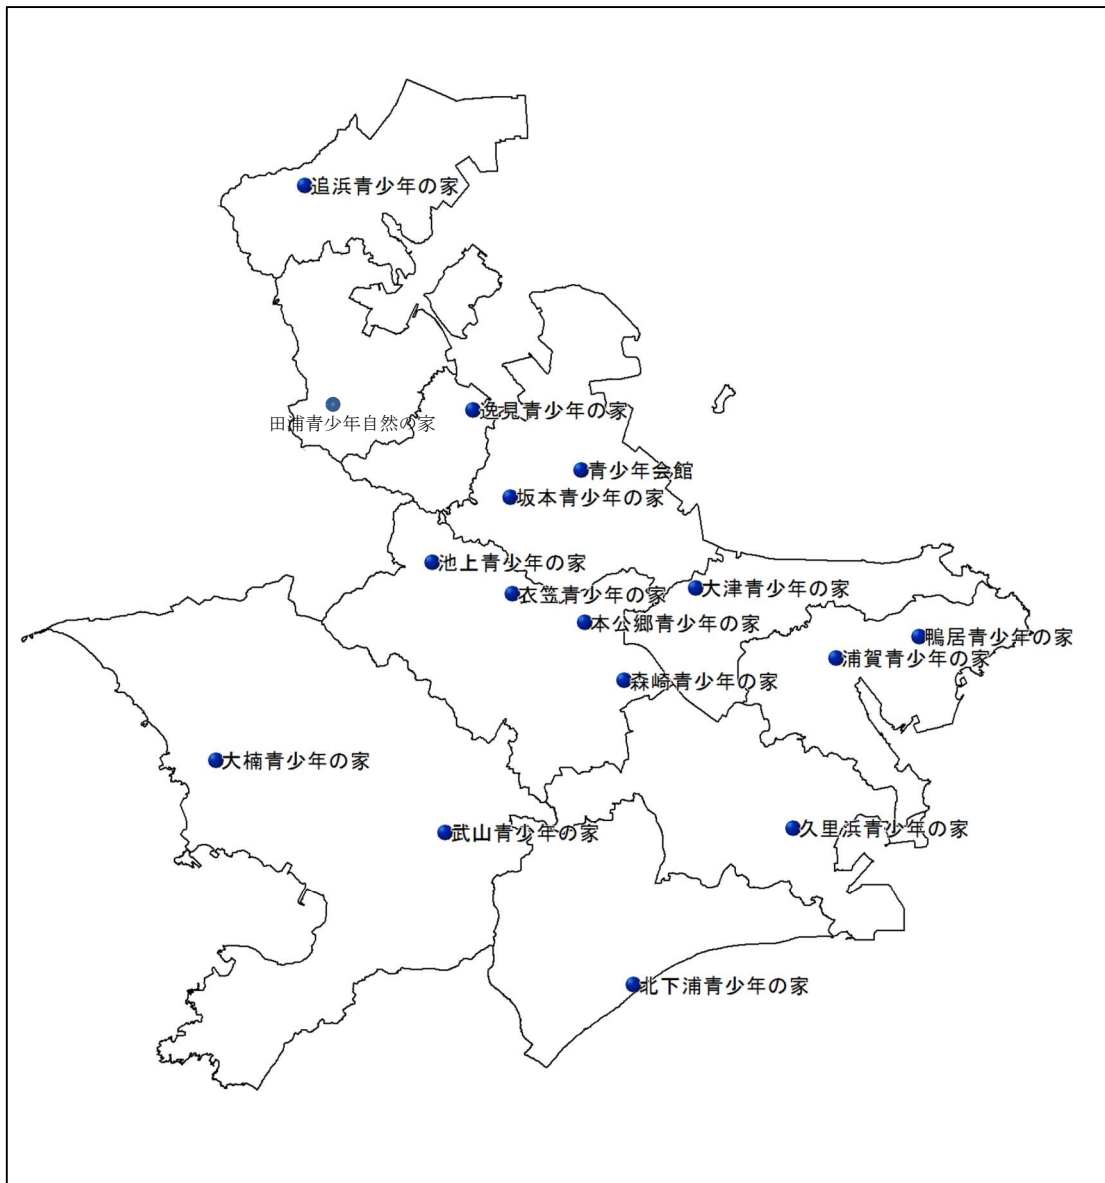 追浜青少年の家
田浦青少年自然の家
逸見青少年の家
青少年会館
坂本青少年の家
池上青少年の家
衣笠青少年の家
大津青少年の家
本公郷青少年の家
鴨居青少年の家
浦賀青少年の家
森崎青少年の家
大楠青少年の家
武山青少年の家
久里浜青少年の家
北下浦青少年の家